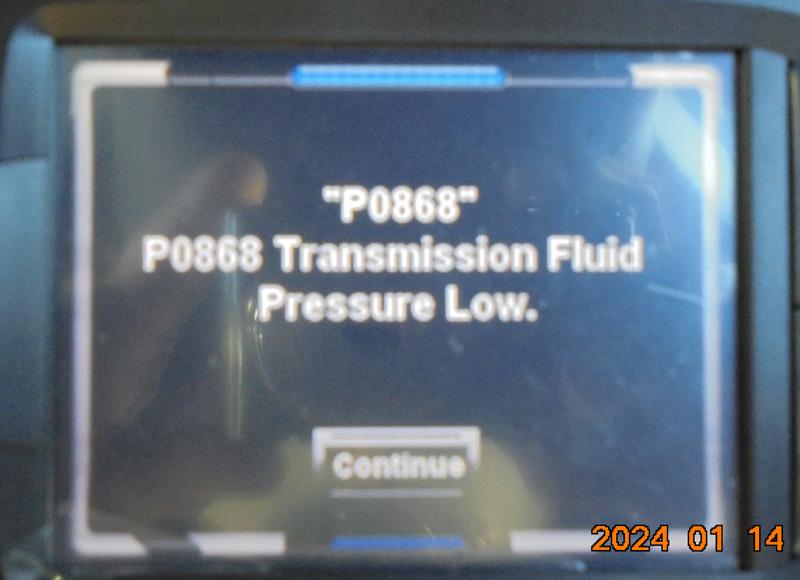 "P0868"
P0868 Transmission Fluid
Pressure Low.
Continue
2024 01 14